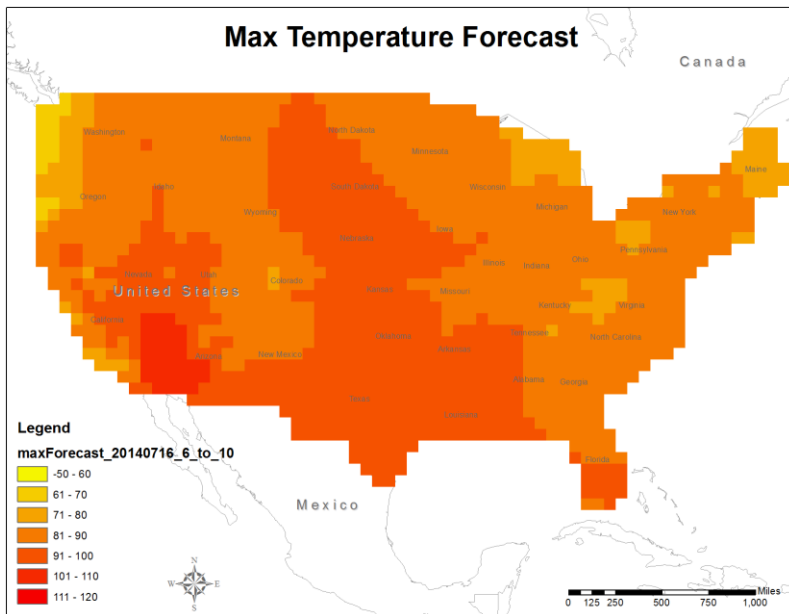 Max Temperature Forecast
Canada
Washington
Montana
North Dakota
Minnesota
Maine
Oregon
Idaho
South Dakota
Wisconsin
Michigan
New York
Wyoming
Nebraska
Iowa
Illinois
Indiana
Ohio
Pennsylvania
Nevada
Utah
Colorado
Kansas
Missouri
Kentucky
Virginia
United States
California
Oklahoma
Arkansas
Tennessee
North Carolina
Arizona
New Mexico
Alabama
Georgia
Texas
Louisiana
Florida
Mexico
Legend
maxForecast_20140716_6_to_10
-50 - 60
61 - 70
71 - 80
81 - 90
91 - 100
101 - 110
111 - 120
N
W E
S
Miles
0 125 250 500 750 1,000